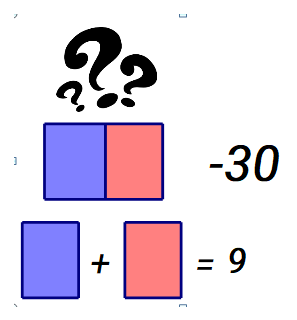 ???
-30
+ = 9